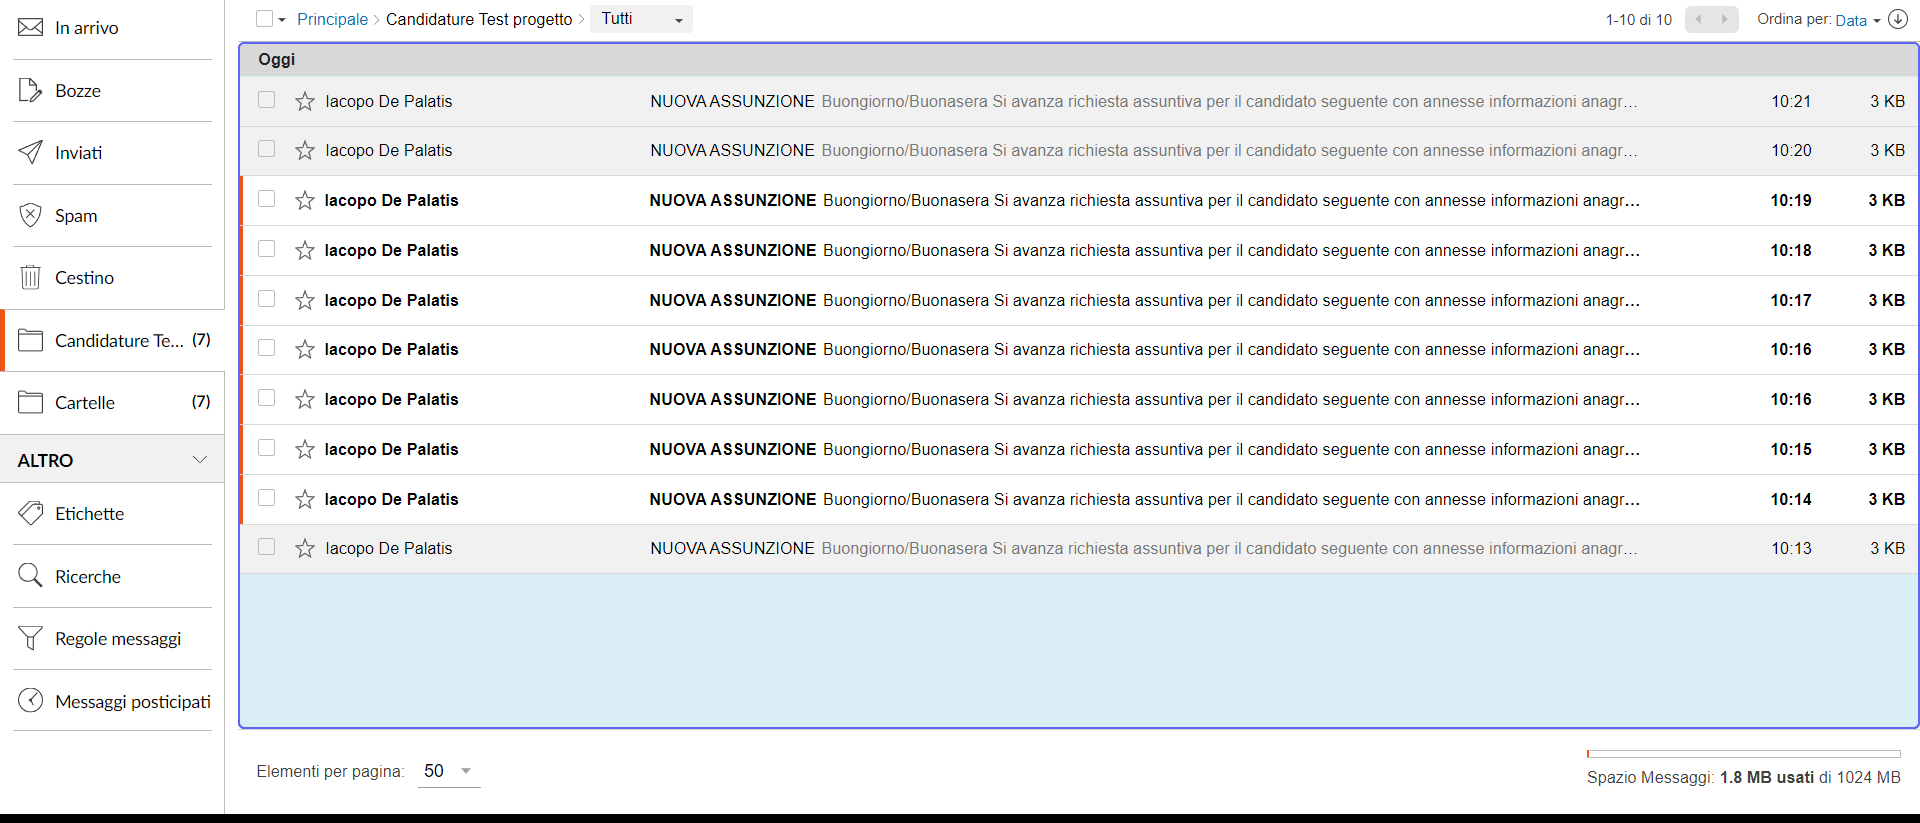 In arrivo
Bozze
Inviati
Spam
Cestino
Candidature Te... (7)
Cartelle (7)
ALTRO
Etichette
Ricerche
Regole messaggi
Messaggi posticipati
Principale > Candidature Test progetto > Tutti
1-10 di 10
Ordina per: Data
Oggi
Iacopo De Palatis NUOVA ASSUNZIONE Buongiorno/Buonasera Si avanza richiesta assuntiva per il candidato seguente con annesse informazioni anagr... 10:21 3 KB
Iacopo De Palatis NUOVA ASSUNZIONE Buongiorno/Buonasera Si avanza richiesta assuntiva per il candidato seguente con annesse informazioni anagr... 10:20 3 KB
Iacopo De Palatis NUOVA ASSUNZIONE Buongiorno/Buonasera Si avanza richiesta assuntiva per il candidato seguente con annesse informazioni anagr... 10:19 3 KB
Iacopo De Palatis NUOVA ASSUNZIONE Buongiorno/Buonasera Si avanza richiesta assuntiva per il candidato seguente con annesse informazioni anagr... 10:18 3 KB
Iacopo De Palatis NUOVA ASSUNZIONE Buongiorno/Buonasera Si avanza richiesta assuntiva per il candidato seguente con annesse informazioni anagr... 10:17 3 KB
Iacopo De Palatis NUOVA ASSUNZIONE Buongiorno/Buonasera Si avanza richiesta assuntiva per il candidato seguente con annesse informazioni anagr... 10:16 3 KB
Iacopo De Palatis NUOVA ASSUNZIONE Buongiorno/Buonasera Si avanza richiesta assuntiva per il candidato seguente con annesse informazioni anagr... 10:16 3 KB
Iacopo De Palatis NUOVA ASSUNZIONE Buongiorno/Buonasera Si avanza richiesta assuntiva per il candidato seguente con annesse informazioni anagr... 10:15 3 KB
Iacopo De Palatis NUOVA ASSUNZIONE Buongiorno/Buonasera Si avanza richiesta assuntiva per il candidato seguente con annesse informazioni anagr... 10:14 3 KB
Iacopo De Palatis NUOVA ASSUNZIONE Buongiorno/Buonasera Si avanza richiesta assuntiva per il candidato seguente con annesse informazioni anagr... 10:13 3 KB
Elementi per pagina: 50
Spazio Messaggi: 1.8 MB usati di 1024 MB